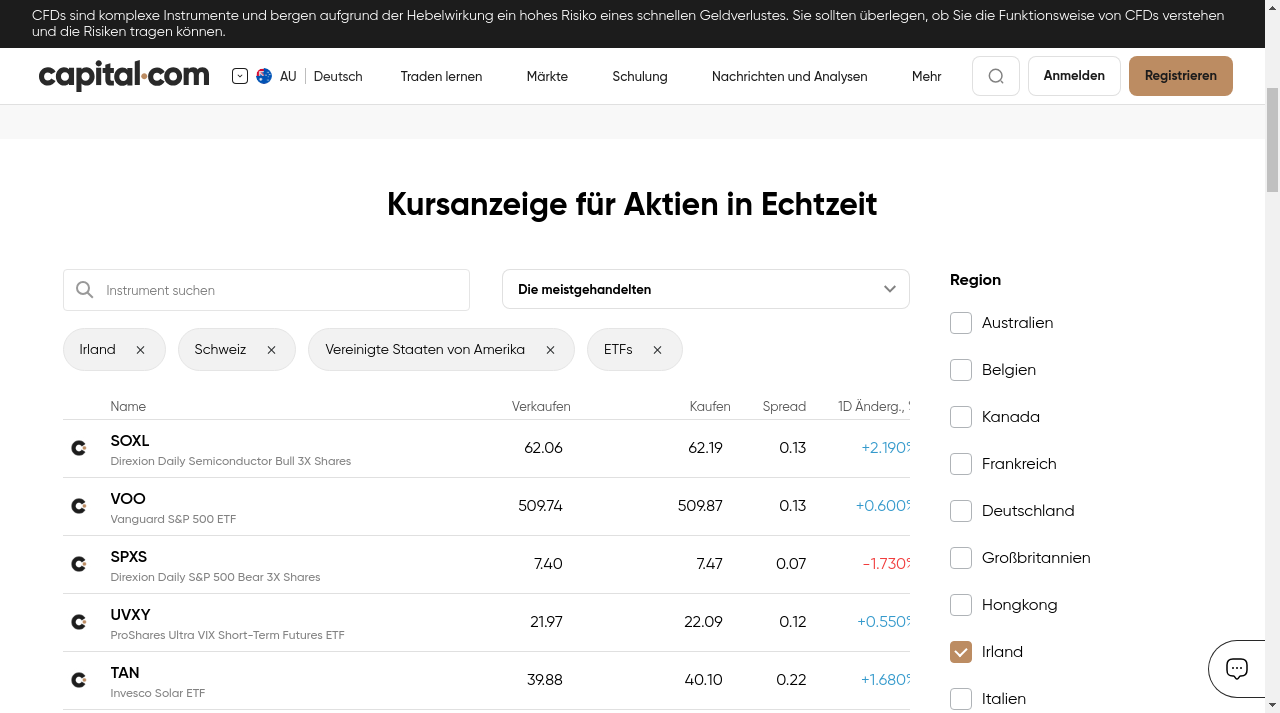 CFDs sind komplexe Instrumente und bergen aufgrund der Hebelwirkung ein hohes Risiko eines schnellen Geldverlustes. Sie sollten überlegen, ob Sie die Funktionsweise von CFDs verstehen
und die Risiken tragen können.
capital.com AU Deutsch Traden lernen Märkte Schulung Nachrichten und Analysen Mehr Anmelden Registrieren
Kursanzeige für Aktien in Echtzeit
Instrument suchen Die meistgehandelten
Irland × Schweiz × Vereinigte Staaten von Amerika × ETFs ×
Name Verkaufen Kaufen Spread 1D Änderg.,
SOXL 62.06 62.19 0.13 +2.190%
Direxion Daily Semiconductor Bull 3X Shares
VOO 509.74 509.87 0.13 +0.600%
Vanguard S&P 500 ETF
SPXS 7.40 7.47 0.07 -1.730%
Direxion Daily S&P 500 Bear 3X Shares
UVXY 21.97 22.09 0.12 +0.550%
ProShares Ultra VIX Short-Term Futures ETF
TAN 39.88 40.10 0.22 +1.680%
Invesco Solar ETF
Region
Australien
Belgien
Kanada
Frankreich
Deutschland
Großbritannien
Hongkong
Irland
Italien